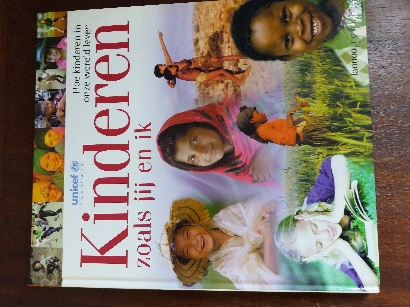 Hoe kinderen in
onze wereld leven
Kinderen
zoals jij en ik
unicef
lannoo